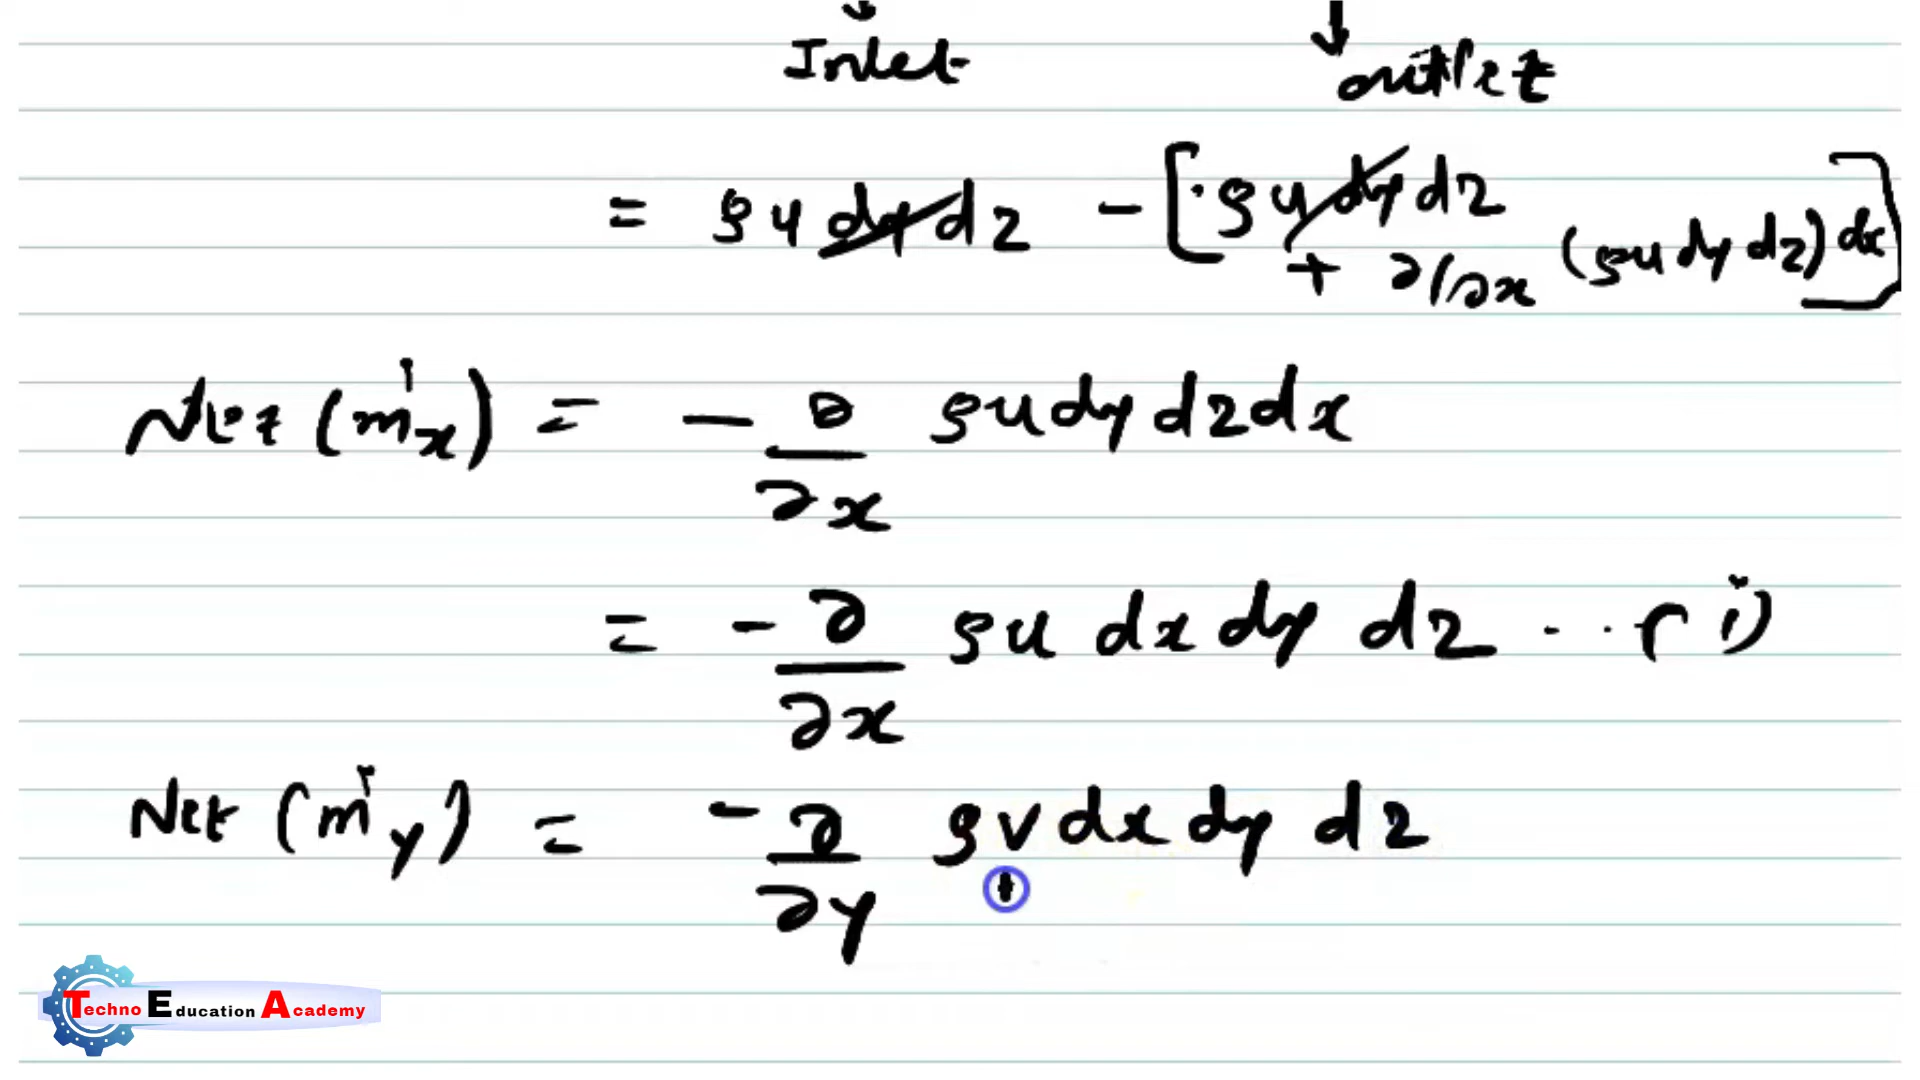 Inlet outlet
= ρu dy dz - [ρu dy dz
+ ∂/∂x (ρu dy dz) dx]
Net (ṁx) = - ∂/∂x ρu dy dz dx
= - ∂/∂x ρu dx dy dz ...(i)
Net (ṁy) = - ∂/∂y ρv dx dy dz
Techno Education Academy